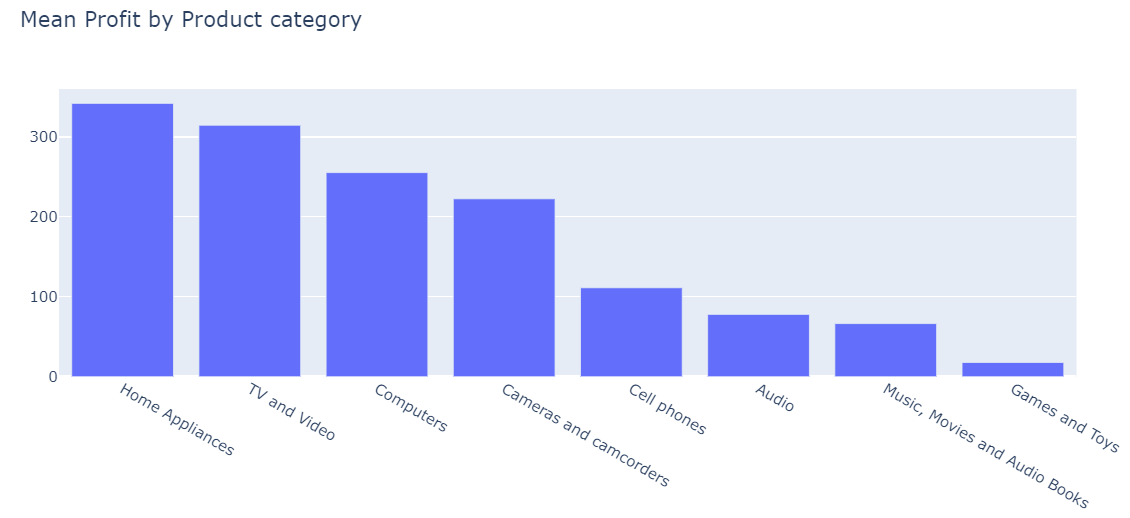 Mean Profit by Product category
300
200
100
0
Home Appliances
TV and Video
Computers
Cameras and camcorders
Cell phones
Audio
Music, Movies and Audio Books
Games and Toys